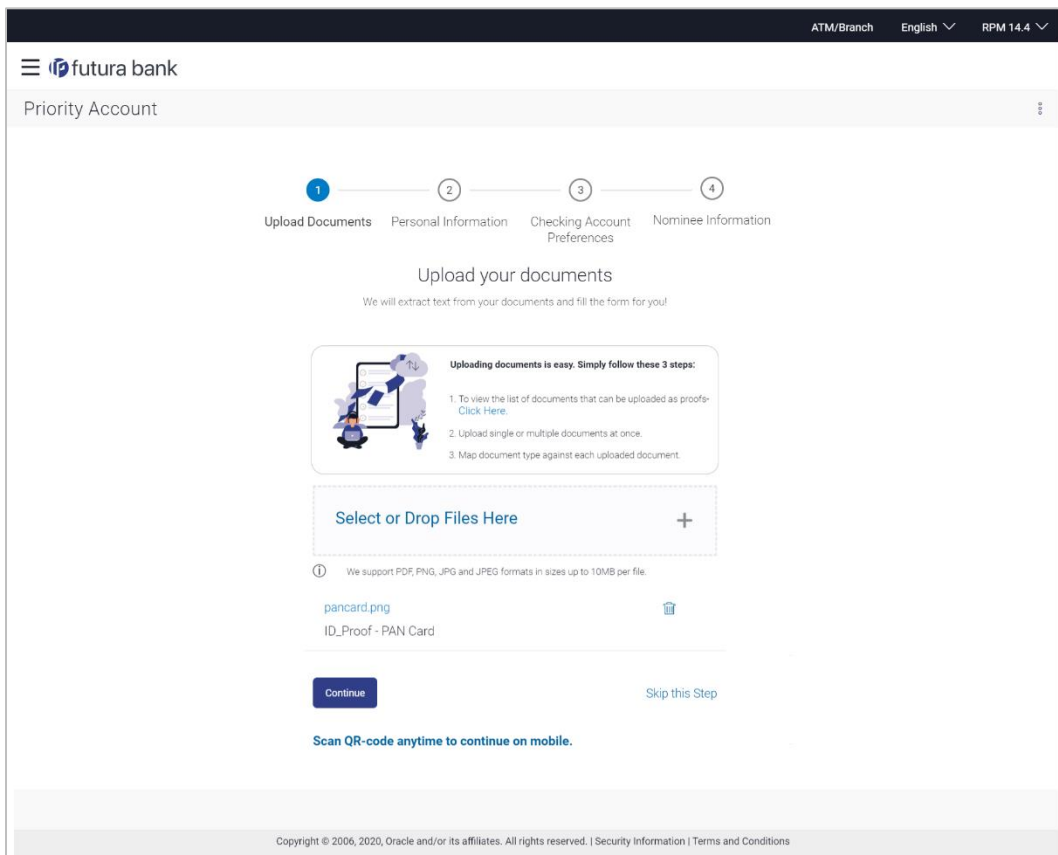 ATM/Branch English RPM 14.4
futura bank
Priority Account
1 2 3 4
Upload Documents Personal Information Checking Account Preferences Nominee Information
Upload your documents
We will extract text from your documents and fill the form for you!
Uploading documents is easy. Simply follow these 3 steps:
1. To view the list of documents that can be uploaded as proofs-
Click Here.
2. Upload single or multiple documents at once.
3. Map document type against each uploaded document.
Select or Drop Files Here +
We support PDF, PNG, JPG and JPEG formats in sizes up to 10MB per file.
pancard.png
ID_Proof - PAN Card
Continue Skip this Step
Scan QR-code anytime to continue on mobile.
Copyright © 2006, 2020, Oracle and/or its affiliates. All rights reserved. | Security Information | Terms and Conditions